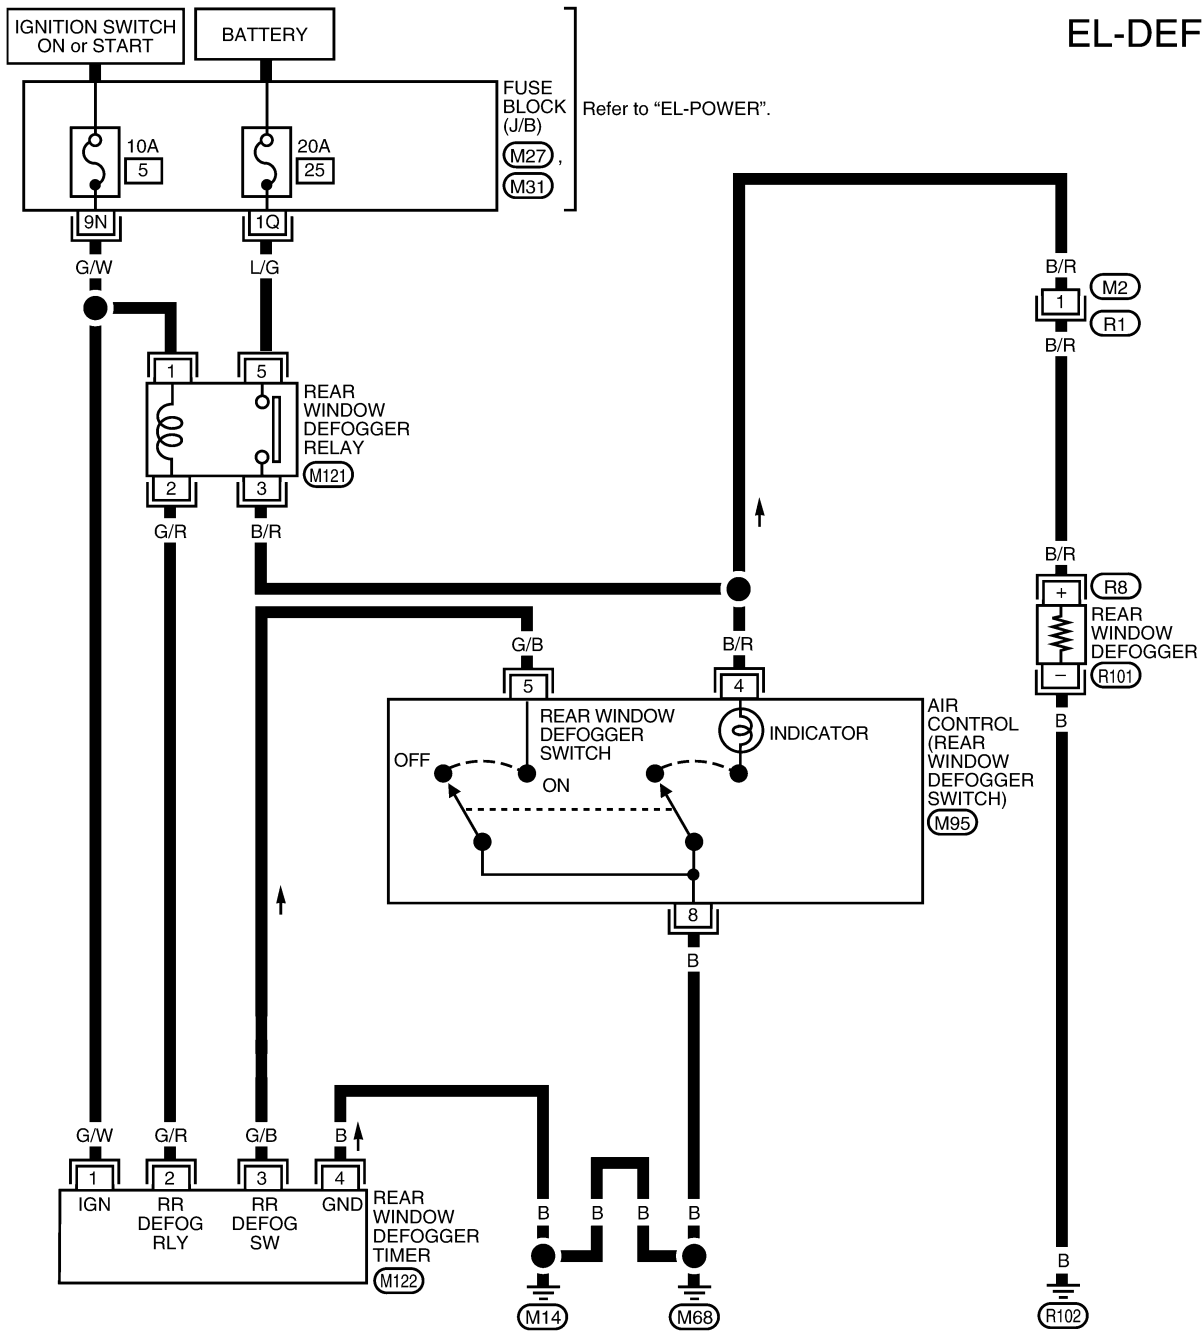 IGNITION SWITCH
ON or START
BATTERY
EL-DEF
FUSE
BLOCK
(J/B)
Refer to “EL-POWER”.
10A
5
20A
25
M27 ,
M31
9N
1Q
G/W
L/G
B/R
1
M2
R1
B/R
1
5
REAR
WINDOW
DEFOGGER
RELAY
M121
2
3
G/R
B/R
B/R
+
R8
REAR
WINDOW
DEFOGGER
–
R101
G/B
B/R
5
4
B
REAR WINDOW
DEFOGGER
SWITCH
INDICATOR
OFF
ON
AIR
CONTROL
(REAR
WINDOW
DEFOGGER
SWITCH)
M95
8
B
G/W
G/R
G/B
B
1
2
3
4
IGN
RR
DEFOG
RLY
RR
DEFOG
SW
GND
REAR
WINDOW
DEFOGGER
TIMER
M122
B
B
B
B
B
M14
M68
R102